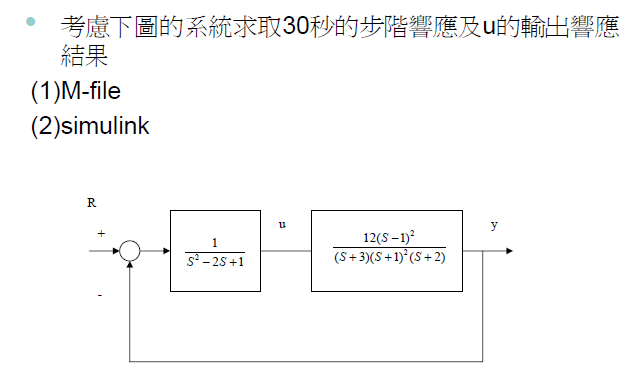 考慮下圖的系統求取30秒的步階響應及u的輸出響應
結果
(1)M-file
(2)simulink
R
+
-
1
S² − 2S +1
u
12(S −1)²
(S +3)(S +1)²(S + 2)
y